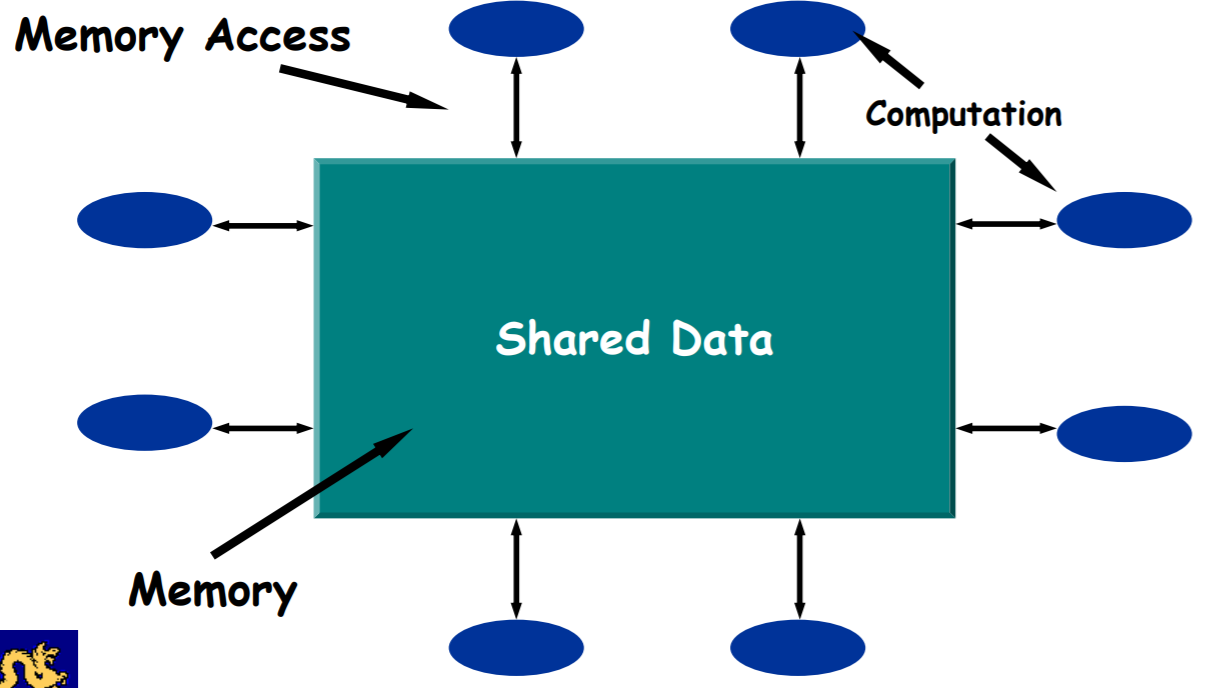 Memory Access
Computation
Shared Data
Memory